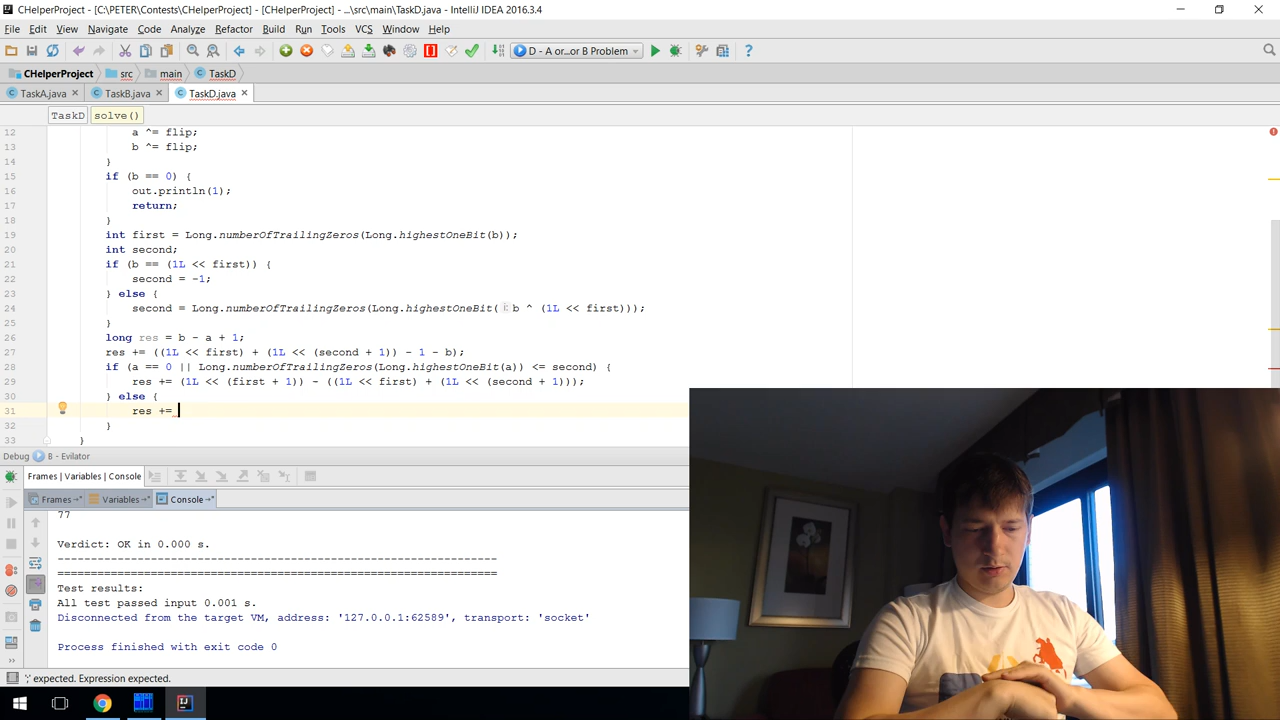 [CHelperProject] - [C:\PETER\Contests\CHelperProject] - [CHelperProject] - ...\src\main\TaskD.java - IntelliJ IDEA 2016.3.4
File Edit View Navigate Code Analyze Refactor Build Run Tools VCS Window Help
D - A or...or B Problem
CHelperProject src main TaskD
TaskA.java TaskB.java TaskD.java
TaskD solve()
12 a ^= flip;
13 b ^= flip;
14 }
15 if (b == 0) {
16 out.println(1);
17 return;
18 }
19 int first = Long.numberOfTrailingZeros(Long.highestOneBit(b));
20 int second;
21 if (b == (1L << first)) {
22 second = -1;
23 } else {
24 second = Long.numberOfTrailingZeros(Long.highestOneBit( i: b ^ (1L << first)));
25 }
26 long res = b - a + 1;
27 res += ((1L << first) + (1L << (second + 1)) - 1 - b);
28 if (a == 0 || Long.numberOfTrailingZeros(Long.highestOneBit(a)) <= second) {
29 res += (1L << (first + 1)) - ((1L << first) + (1L << (second + 1)));
30 } else {
31 res +=
32 }
33 }
Debug B - Evilator
Frames | Variables | Console
Frames Variables Console
77
Verdict: OK in 0.000 s.
------------------------------------------------------------------
==================================================================
Test results:
All test passed input 0.001 s.
Disconnected from the target VM, address: '127.0.0.1:62589', transport: 'socket'
Process finished with exit code 0
';' expected. Expression expected.